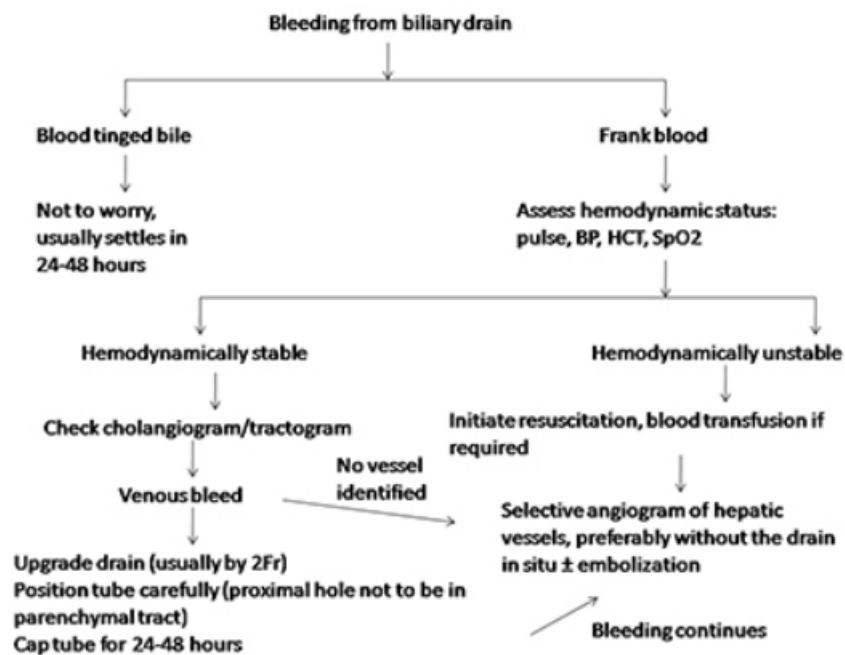 Bleeding from biliary drain
Blood tinged bile
Frank blood
Not to worry,
usually settles in
24-48 hours
Assess hemodynamic status:
pulse, BP, HCT, SpO2
Hemodynamically stable
Hemodynamically unstable
Check cholangiogram/tractogram
Initiate resuscitation, blood transfusion if
required
No vessel
identified
Venous bleed
Selective angiogram of hepatic
vessels, preferably without the drain
in situ ± embolization
Upgrade drain (usually by 2Fr)
Position tube carefully (proximal hole not to be in
parenchymal tract)
Cap tube for 24-48 hours
Bleeding continues